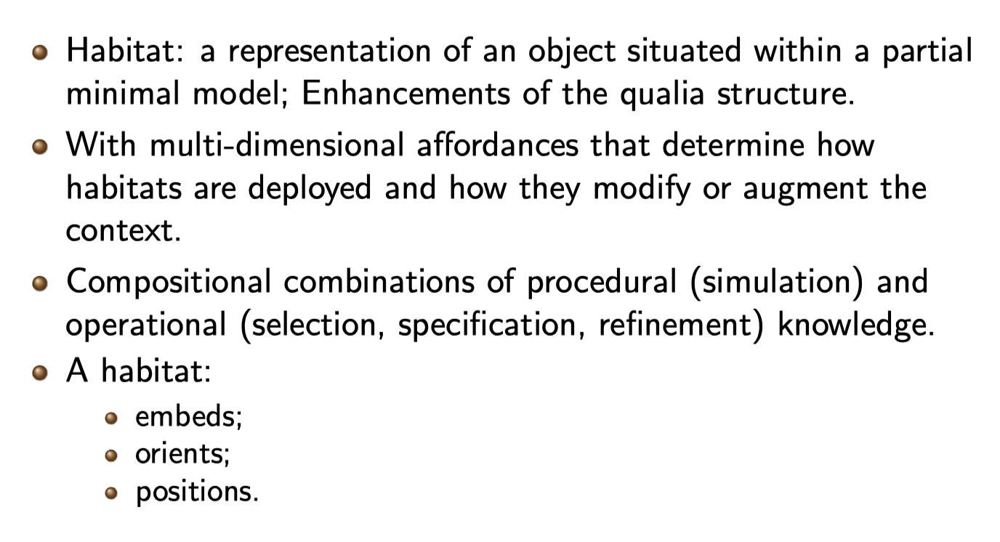 Habitat: a representation of an object situated within a partial
minimal model; Enhancements of the qualia structure.
With multi-dimensional affordances that determine how
habitats are deployed and how they modify or augment the
context.
Compositional combinations of procedural (simulation) and
operational (selection, specification, refinement) knowledge.
A habitat:
embeds;
orients;
positions.